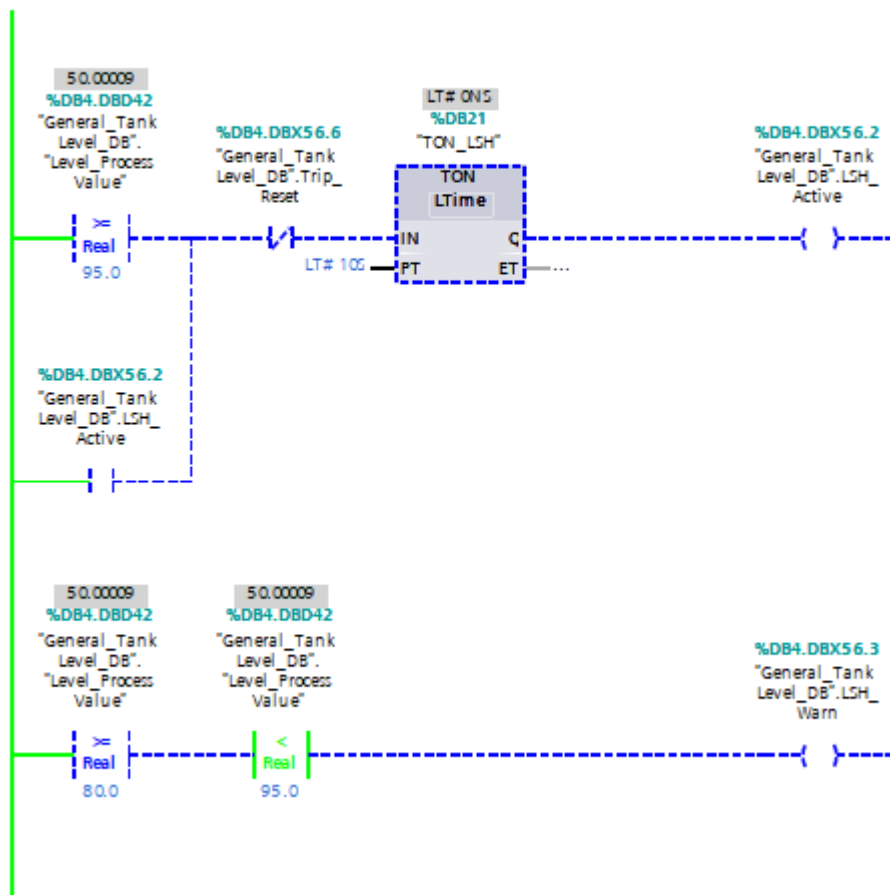 50.00009
%DB4.DBD42
"General_Tank
Level_DB".
"Level_Process
Value"
>=
Real
95.0
%DB4.DBX56.6
"General_Tank
Level_DB".Trip_
Reset
LT# 0NS
%DB21
"TON_LSH"
TON
LTime
IN
Q
LT# 10S
PT
ET
...
%DB4.DBX56.2
"General_Tank
Level_DB".LSH_
Active
%DB4.DBX56.2
"General_Tank
Level_DB".LSH_
Active
50.00009
%DB4.DBD42
"General_Tank
Level_DB".
"Level_Process
Value"
>=
Real
80.0
50.00009
%DB4.DBD42
"General_Tank
Level_DB".
"Level_Process
Value"
<
Real
95.0
%DB4.DBX56.3
"General_Tank
Level_DB".LSH_
Warn